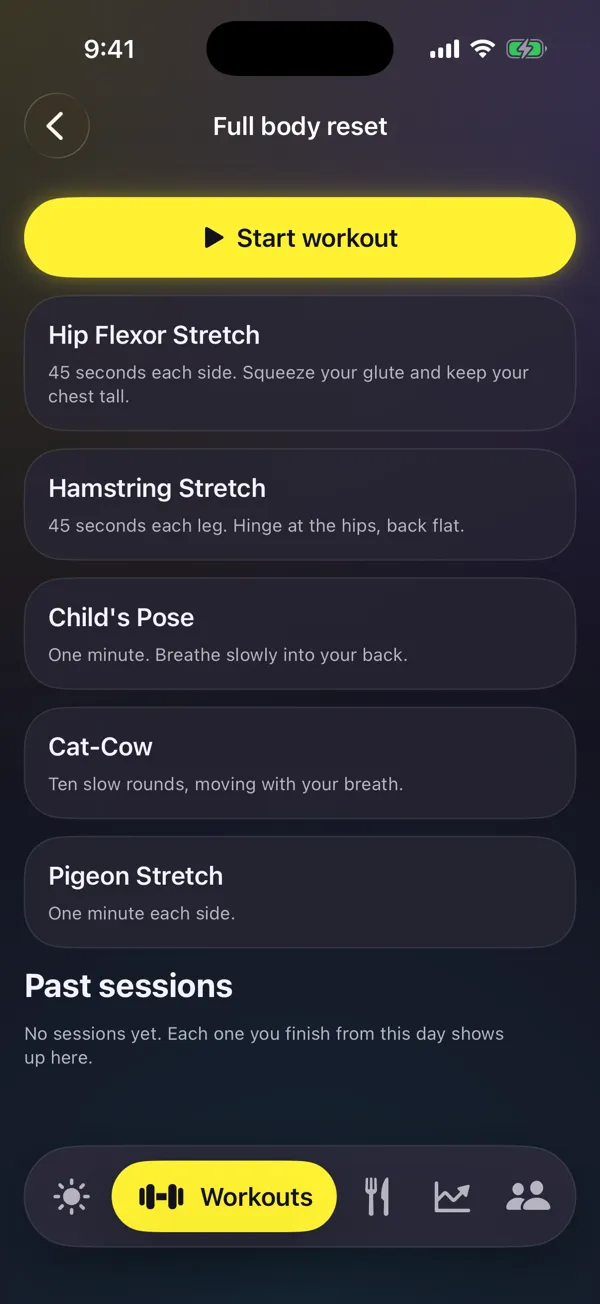 9:41
Full body reset
Start workout
Hip Flexor Stretch
45 seconds each side. Squeeze your glute and keep your
chest tall.
Hamstring Stretch
45 seconds each leg. Hinge at the hips, back flat.
Child's Pose
One minute. Breathe slowly into your back.
Cat-Cow
Ten slow rounds, moving with your breath.
Pigeon Stretch
One minute each side.
Past sessions
No sessions yet. Each one you finish from this day shows
up here.
Workouts